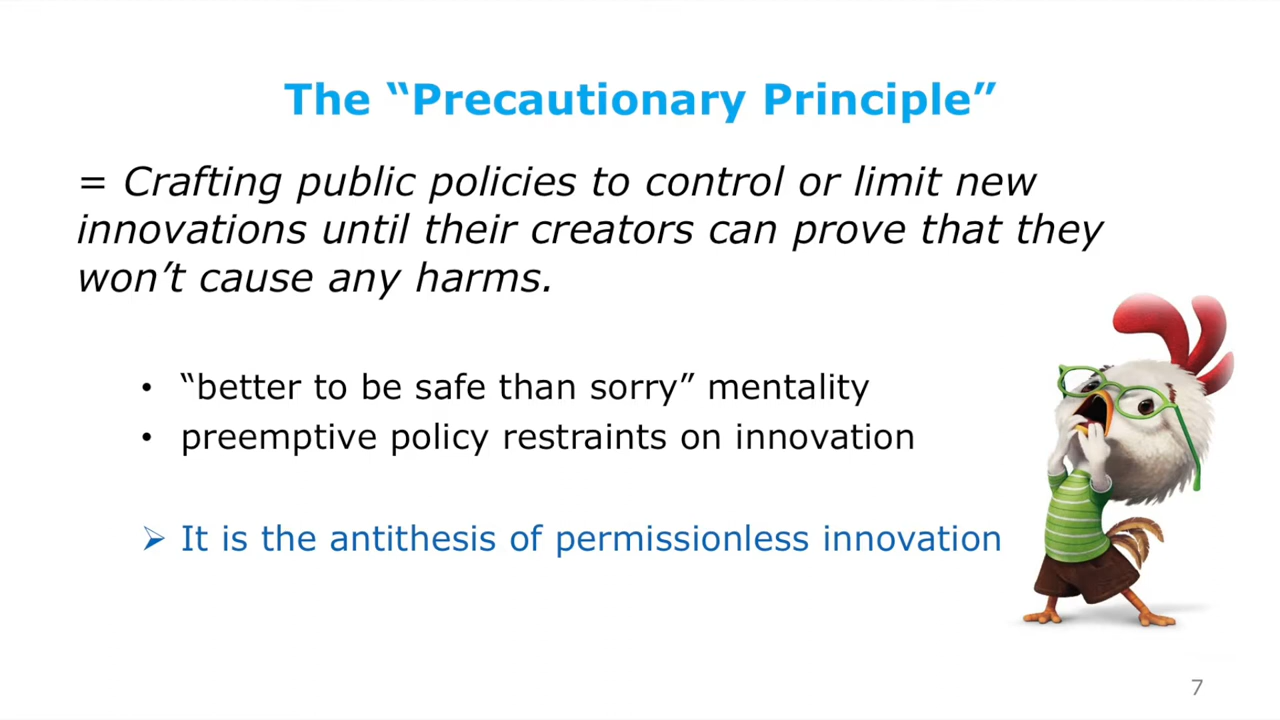 The “Precautionary Principle”
= Crafting public policies to control or limit new
innovations until their creators can prove that they
won’t cause any harms.
• “better to be safe than sorry” mentality
• preemptive policy restraints on innovation
➢ It is the antithesis of permissionless innovation
7